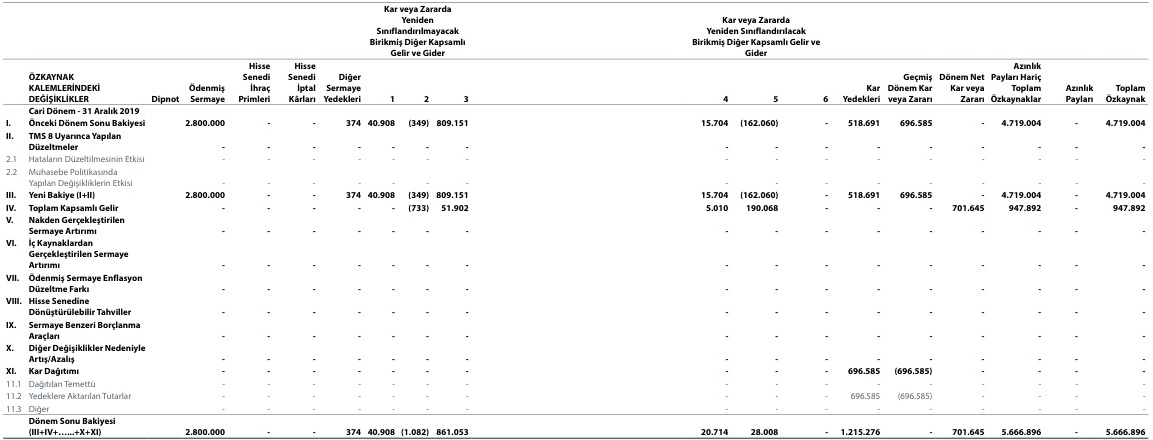 Kar veya Zararda
Yeniden
Sınıflandırılmayacak
Birikmiş Diğer Kapsamlı
Gelir ve Gider
Kar veya Zararda
Yeniden Sınıflandırılacak
Birikmiş Diğer Kapsamlı Gelir ve
Gider
ÖZKAYNAK
KALEMLERİNDEKİ
DEĞİŞİKLİKLER
Dipnot
Ödenmiş
Sermaye
Hisse
Senedi
İhraç
Primleri
Hisse
Senedi
İptal
Kârları
Diğer
Sermaye
Yedekleri
1 2 3 4 5 6
Kar
Yedekleri
Geçmiş
Dönem Kar
veya Zararı
Dönem Net
Kar veya
Zararı
Azınlık
Payları Hariç
Toplam
Özkaynaklar
Azınlık
Payları
Toplam
Özkaynak
Cari Dönem - 31 Aralık 2019
I. Önceki Dönem Sonu Bakiyesi 2.800.000 - - 374 40.908 (349) 809.151 15.704 (162.060) - 518.691 696.585 - 4.719.004 - 4.719.004
II. TMS 8 Uyarınca Yapılan
Düzeltmeler - - - - - - - - - - - - - - - -
2.1 Hataların Düzeltilmesinin Etkisi - - - - - - - - - - - - - - - -
2.2 Muhasebe Politikasında
Yapılan Değişikliklerin Etkisi - - - - - - - - - - - - - - - -
III. Yeni Bakiye (I+II) 2.800.000 - - 374 40.908 (349) 809.151 15.704 (162.060) - 518.691 696.585 - 4.719.004 - 4.719.004
IV. Toplam Kapsamlı Gelir - - - - - (733) 51.902 5.010 190.068 - - - 701.645 947.892 - 947.892
V. Nakden Gerçekleştirilen
Sermaye Artırımı - - - - - - - - - - - - - - - -
VI. İç Kaynaklardan
Gerçekleştirilen Sermaye
Artırımı - - - - - - - - - - - - - - - -
VII. Ödenmiş Sermaye Enflasyon
Düzeltme Farkı - - - - - - - - - - - - - - - -
VIII. Hisse Senedine
Dönüştürülebilir Tahviller - - - - - - - - - - - - - - - -
IX. Sermaye Benzeri Borçlanma
Araçları - - - - - - - - - - - - - - - -
X. Diğer Değişiklikler Nedeniyle
Artış/Azalış - - - - - - - - - - - - - - - -
XI. Kar Dağıtımı - - - - - - - - - - 696.585 (696.585) - - - -
11.1 Dağıtılan Temettü - - - - - - - - - - - - - - - -
11.2 Yedeklere Aktarılan Tutarlar - - - - - - - - - - 696.585 (696.585) - - - -
11.3 Diğer - - - - - - - - - - - - - - - -
Dönem Sonu Bakiyesi
(III+IV+…...+X+XI) 2.800.000 - - 374 40.908 (1.082) 861.053 20.714 28.008 - 1.215.276 - 701.645 5.666.896 - 5.666.896